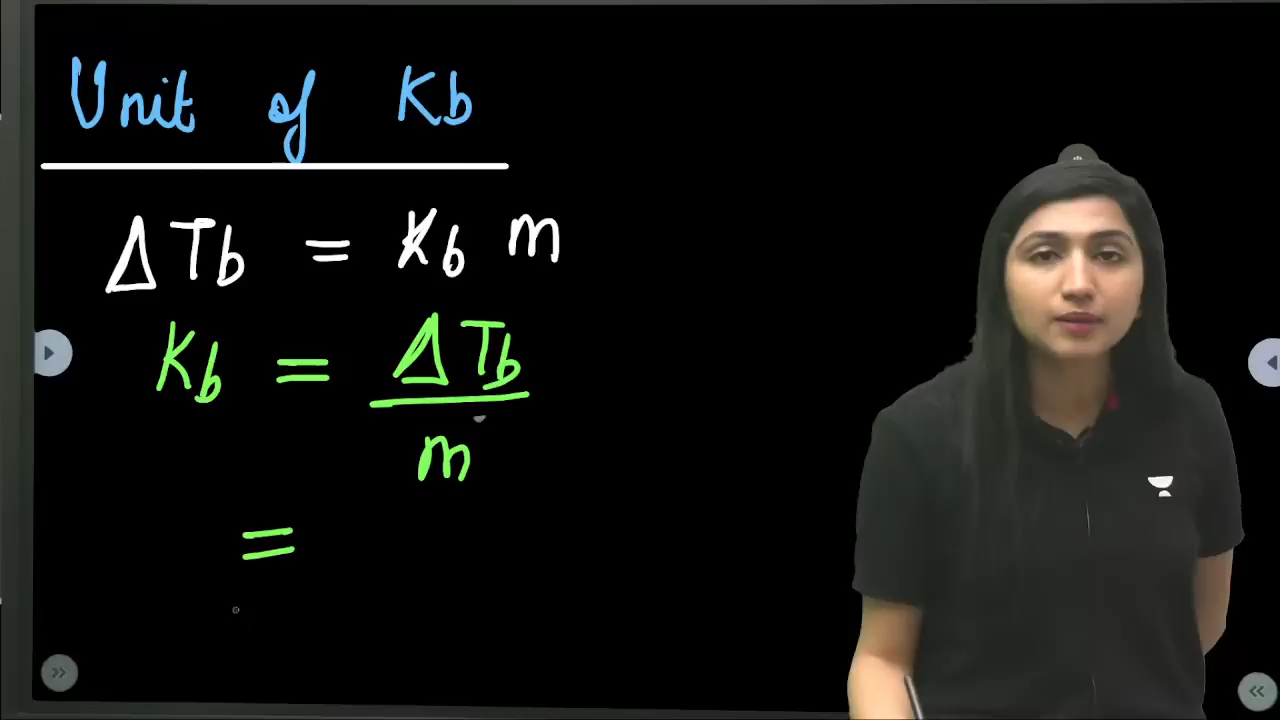 Unit of Kb
ΔTb = Kb m
Kb = ΔTb / m
=